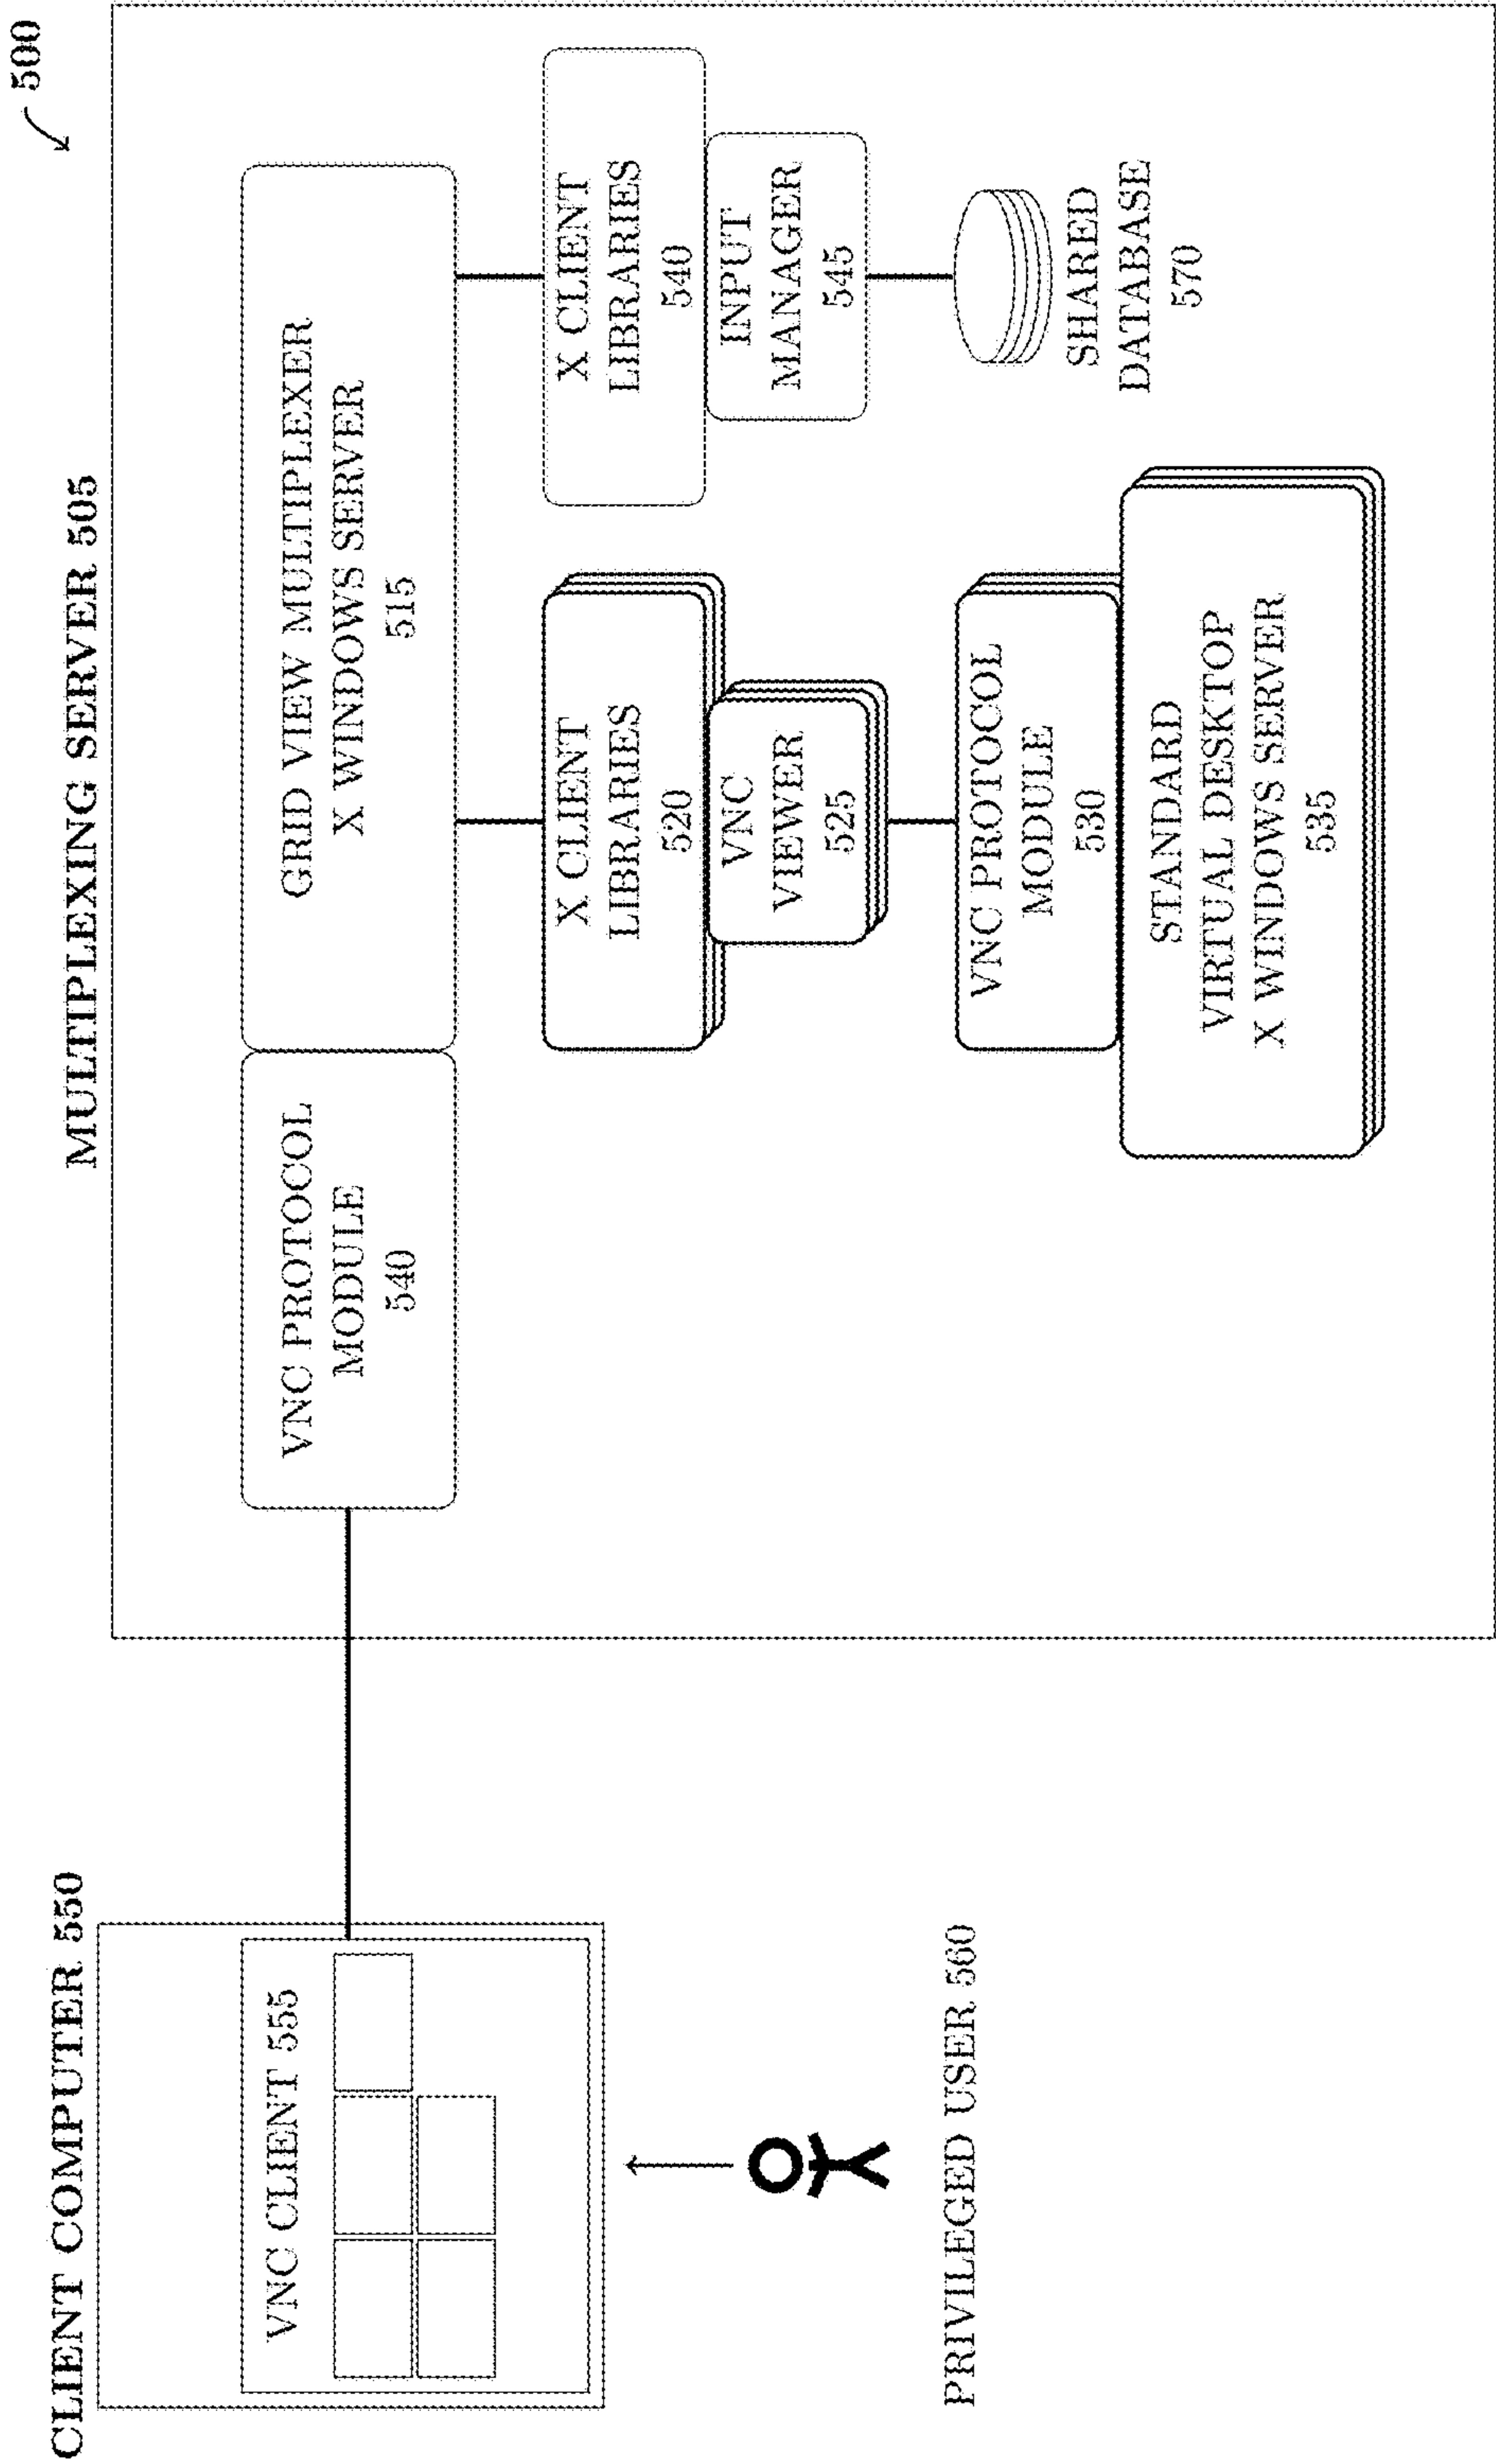 500
CLIENT COMPUTER 550
MULTIPLEXING SERVER 505
VNC CLIENT 555
VNC PROTOCOL
MODULE
540
GRID VIEW MULTIPLEXER
X WINDOWS SERVER
515
X CLIENT
LIBRARIES
520
VNC
VIEWER
525
X CLIENT
LIBRARIES
540
INPUT
MANAGER
545
PRIVILEGED USER 560
VNC PROTOCOL
MODULE
530
STANDARD
VIRTUAL DESKTOP
X WINDOWS SERVER
535
SHARED
DATABASE
570